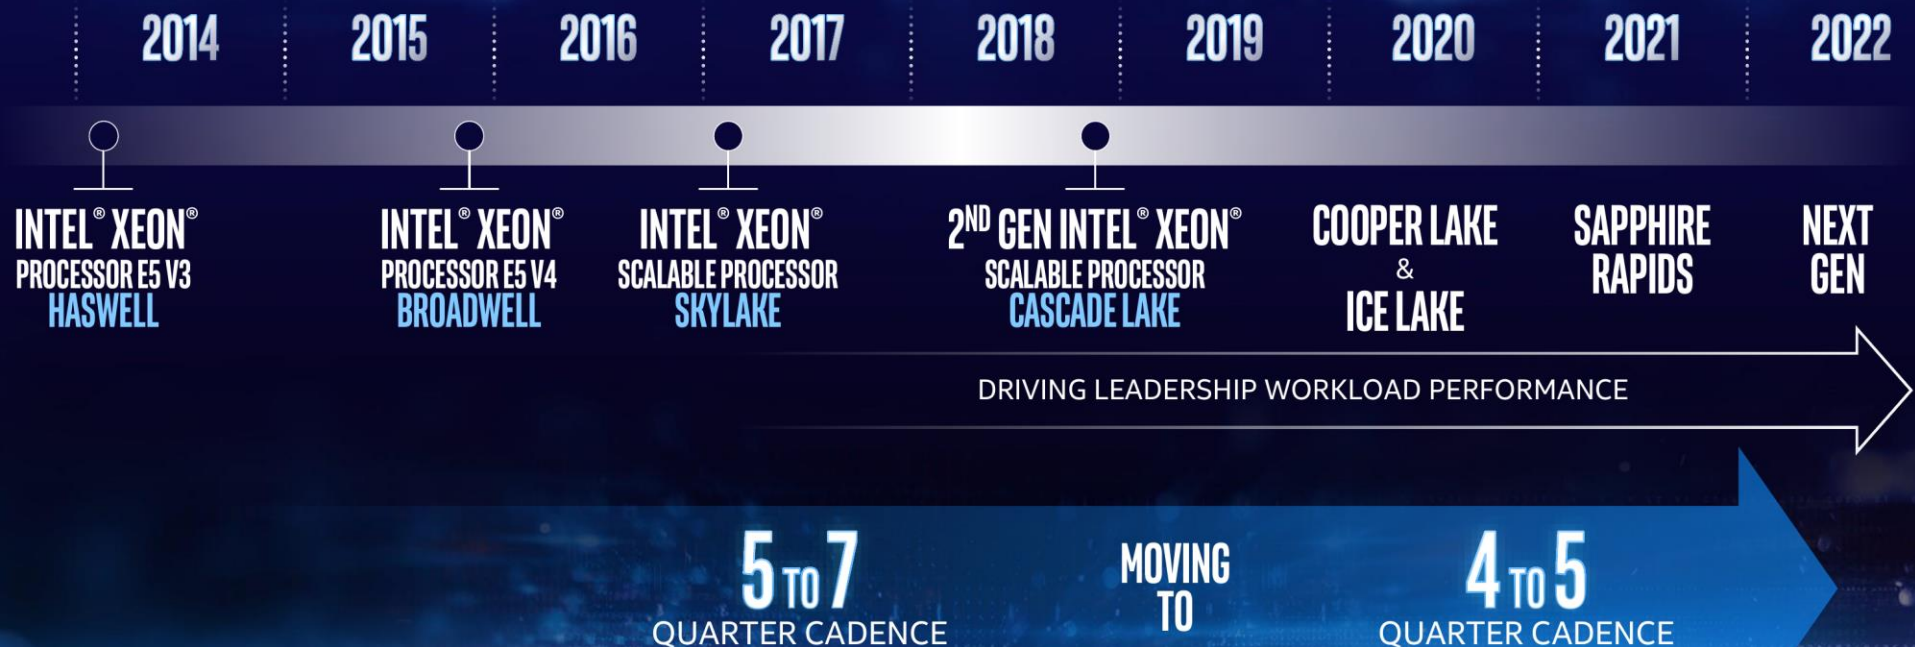 2014
2015
2016
2017
2018
2019
2020
2021
2022
INTEL® XEON®
PROCESSOR E5 V3
HASWELL
INTEL® XEON®
PROCESSOR E5 V4
BROADWELL
INTEL® XEON®
SCALABLE PROCESSOR
SKYLAKE
2ND GEN INTEL® XEON®
SCALABLE PROCESSOR
CASCADE LAKE
COOPER LAKE
&
ICE LAKE
SAPPHIRE
RAPIDS
NEXT
GEN
DRIVING LEADERSHIP WORKLOAD PERFORMANCE
5 TO 7
QUARTER CADENCE
MOVING
TO
4 TO 5
QUARTER CADENCE